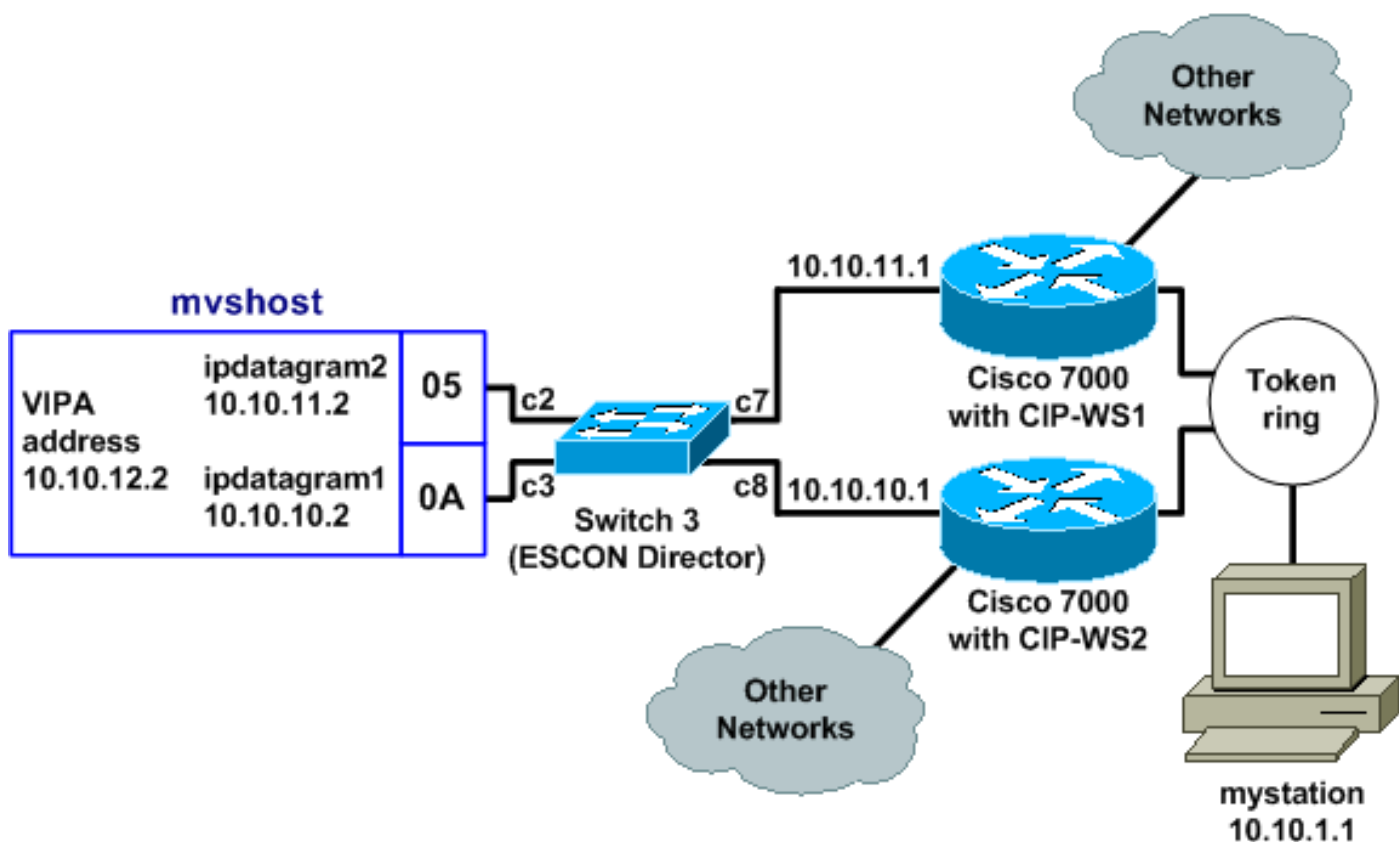 Other
Networks
10.10.11.1
mvshost
ipdatagram2
10.10.11.2
05
VIPA
address
10.10.12.2
ipdatagram1
10.10.10.2
0A
c2
c3
c7
c8
10.10.10.1
Switch 3
(ESCON Director)
Cisco 7000
with CIP-WS1
Token
ring
Cisco 7000
with CIP-WS2
Other
Networks
mystation
10.10.1.1